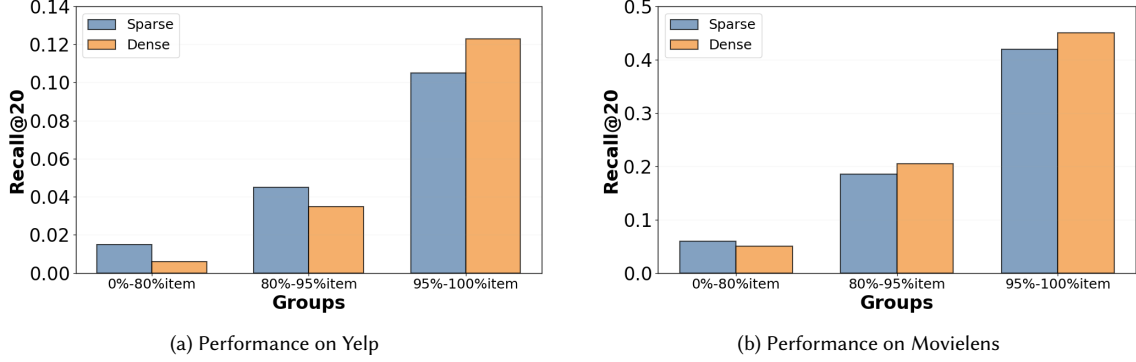 0.14
0.12
0.10
0.08
0.06
0.04
0.02
0.00
Recall@20
Sparse
Dense
0%-80%item
80%-95%item
95%-100%item
Groups
(a) Performance on Yelp
0.5
0.4
0.3
0.2
0.1
0.0
Recall@20
Sparse
Dense
0%-80%item
80%-95%item
95%-100%item
Groups
(b) Performance on Movielens